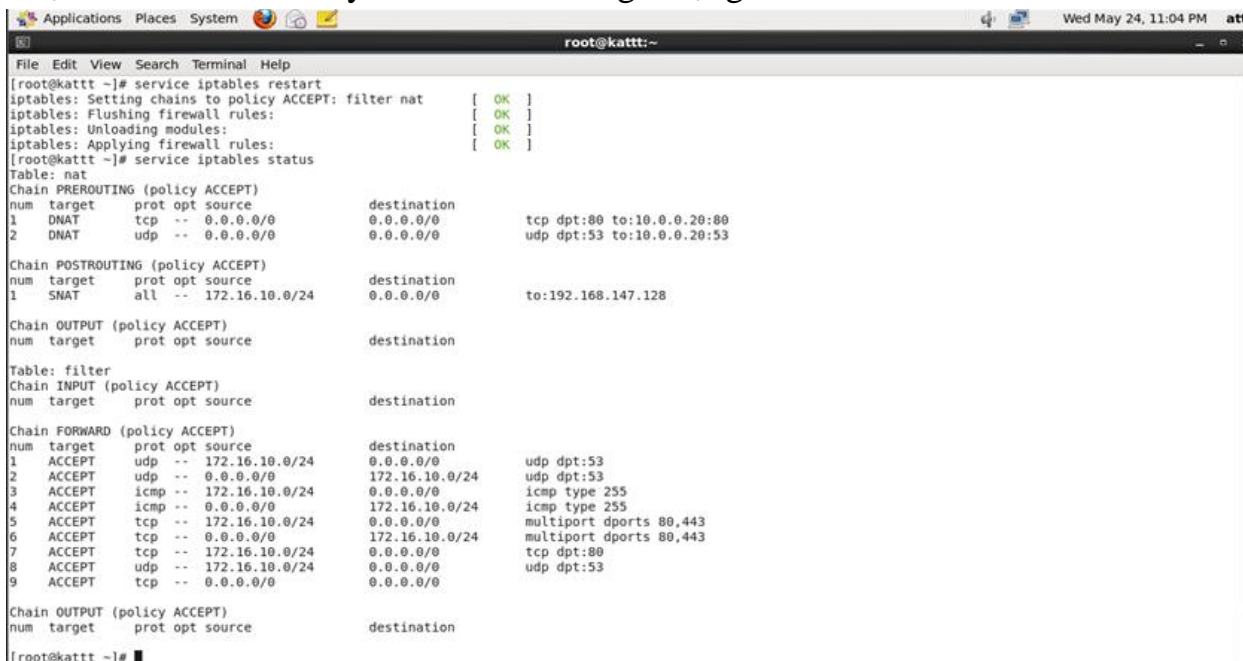 Applications Places System Wed May 24, 11:04 PM att
root@kattt:~
File Edit View Search Terminal Help
[root@kattt ~]# service iptables restart
iptables: Setting chains to policy ACCEPT: filter nat [ OK ]
iptables: Flushing firewall rules: [ OK ]
iptables: Unloading modules: [ OK ]
iptables: Applying firewall rules: [ OK ]
[root@kattt ~]# service iptables status
Table: nat
Chain PREROUTING (policy ACCEPT)
num target prot opt source destination
1 DNAT tcp -- 0.0.0.0/0 0.0.0.0/0 tcp dpt:80 to:10.0.0.20:80
2 DNAT udp -- 0.0.0.0/0 0.0.0.0/0 udp dpt:53 to:10.0.0.20:53
Chain POSTROUTING (policy ACCEPT)
num target prot opt source destination
1 SNAT all -- 172.16.10.0/24 0.0.0.0/0 to:192.168.147.128
Chain OUTPUT (policy ACCEPT)
num target prot opt source destination
Table: filter
Chain INPUT (policy ACCEPT)
num target prot opt source destination
Chain FORWARD (policy ACCEPT)
num target prot opt source destination
1 ACCEPT udp -- 172.16.10.0/24 0.0.0.0/0 udp dpt:53
2 ACCEPT udp -- 0.0.0.0/0 172.16.10.0/24 udp dpt:53
3 ACCEPT icmp -- 172.16.10.0/24 0.0.0.0/0 icmp type 255
4 ACCEPT icmp -- 0.0.0.0/0 172.16.10.0/24 icmp type 255
5 ACCEPT tcp -- 172.16.10.0/24 0.0.0.0/0 multiport dports 80,443
6 ACCEPT tcp -- 0.0.0.0/0 172.16.10.0/24 multiport dports 80,443
7 ACCEPT tcp -- 172.16.10.0/24 0.0.0.0/0 tcp dpt:80
8 ACCEPT udp -- 172.16.10.0/24 0.0.0.0/0 udp dpt:53
9 ACCEPT tcp -- 0.0.0.0/0 0.0.0.0/0
Chain OUTPUT (policy ACCEPT)
num target prot opt source destination
[root@kattt ~]#